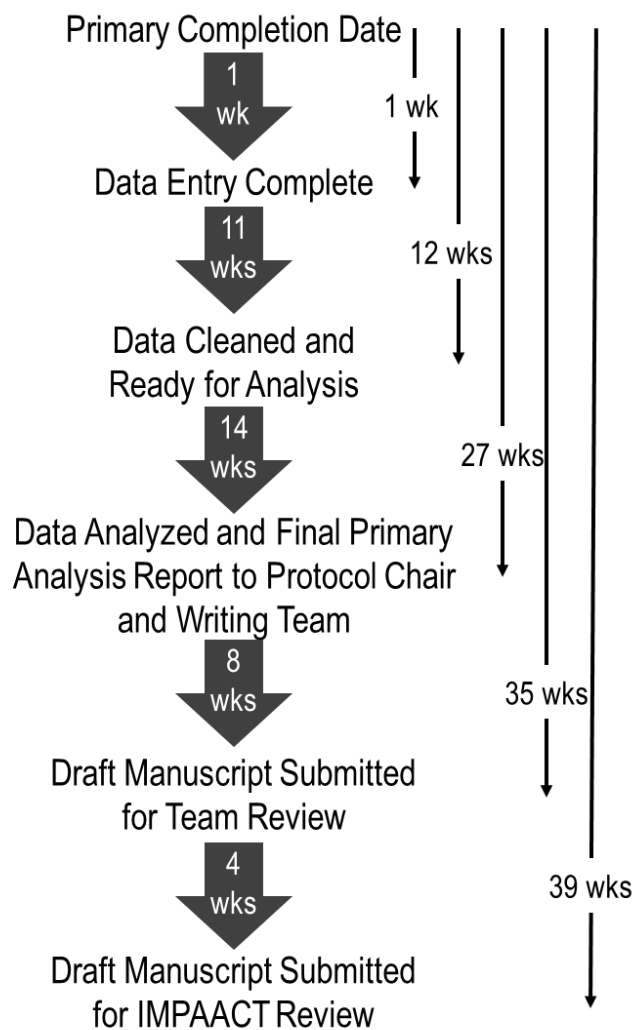 Primary Completion Date
1
wk
1 wk
Data Entry Complete
11
wks
12 wks
Data Cleaned and
Ready for Analysis
14
wks
27 wks
Data Analyzed and Final Primary
Analysis Report to Protocol Chair
and Writing Team
8
wks
35 wks
Draft Manuscript Submitted
for Team Review
4
wks
39 wks
Draft Manuscript Submitted
for IMPAACT Review